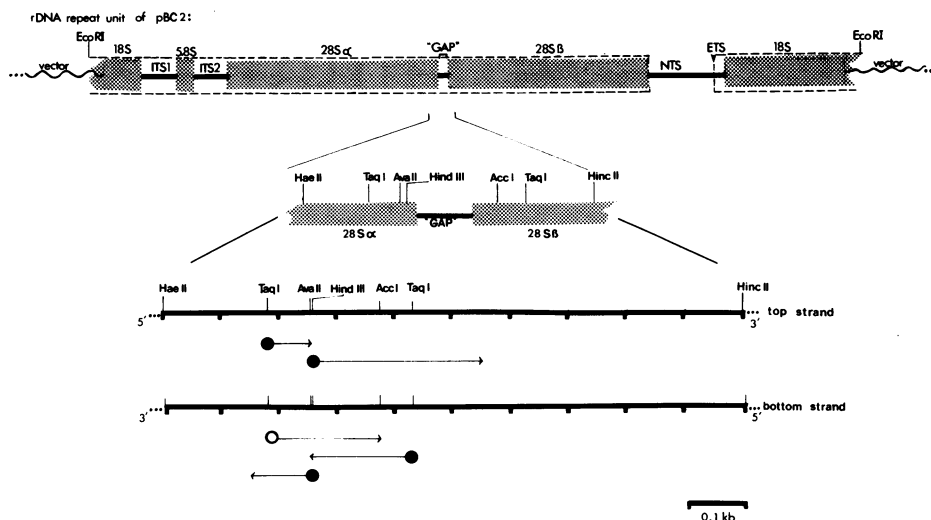 rDNA repeat unit of pBC2:
EcoRI 18S ITS1 5.8S ITS2 28Sα "GAP" 28Sß NTS ETS 18S EcoRI
... vector vector ...
Hae II Taq I Ava II Hind III Acc I Taq I Hinc II
28Sα "GAP" 28Sß
Hae II Taq I Ava II Hind III Acc I Taq I Hinc II
5′... ... top strand
3′
3′... ... bottom strand
5′
0.1 kb